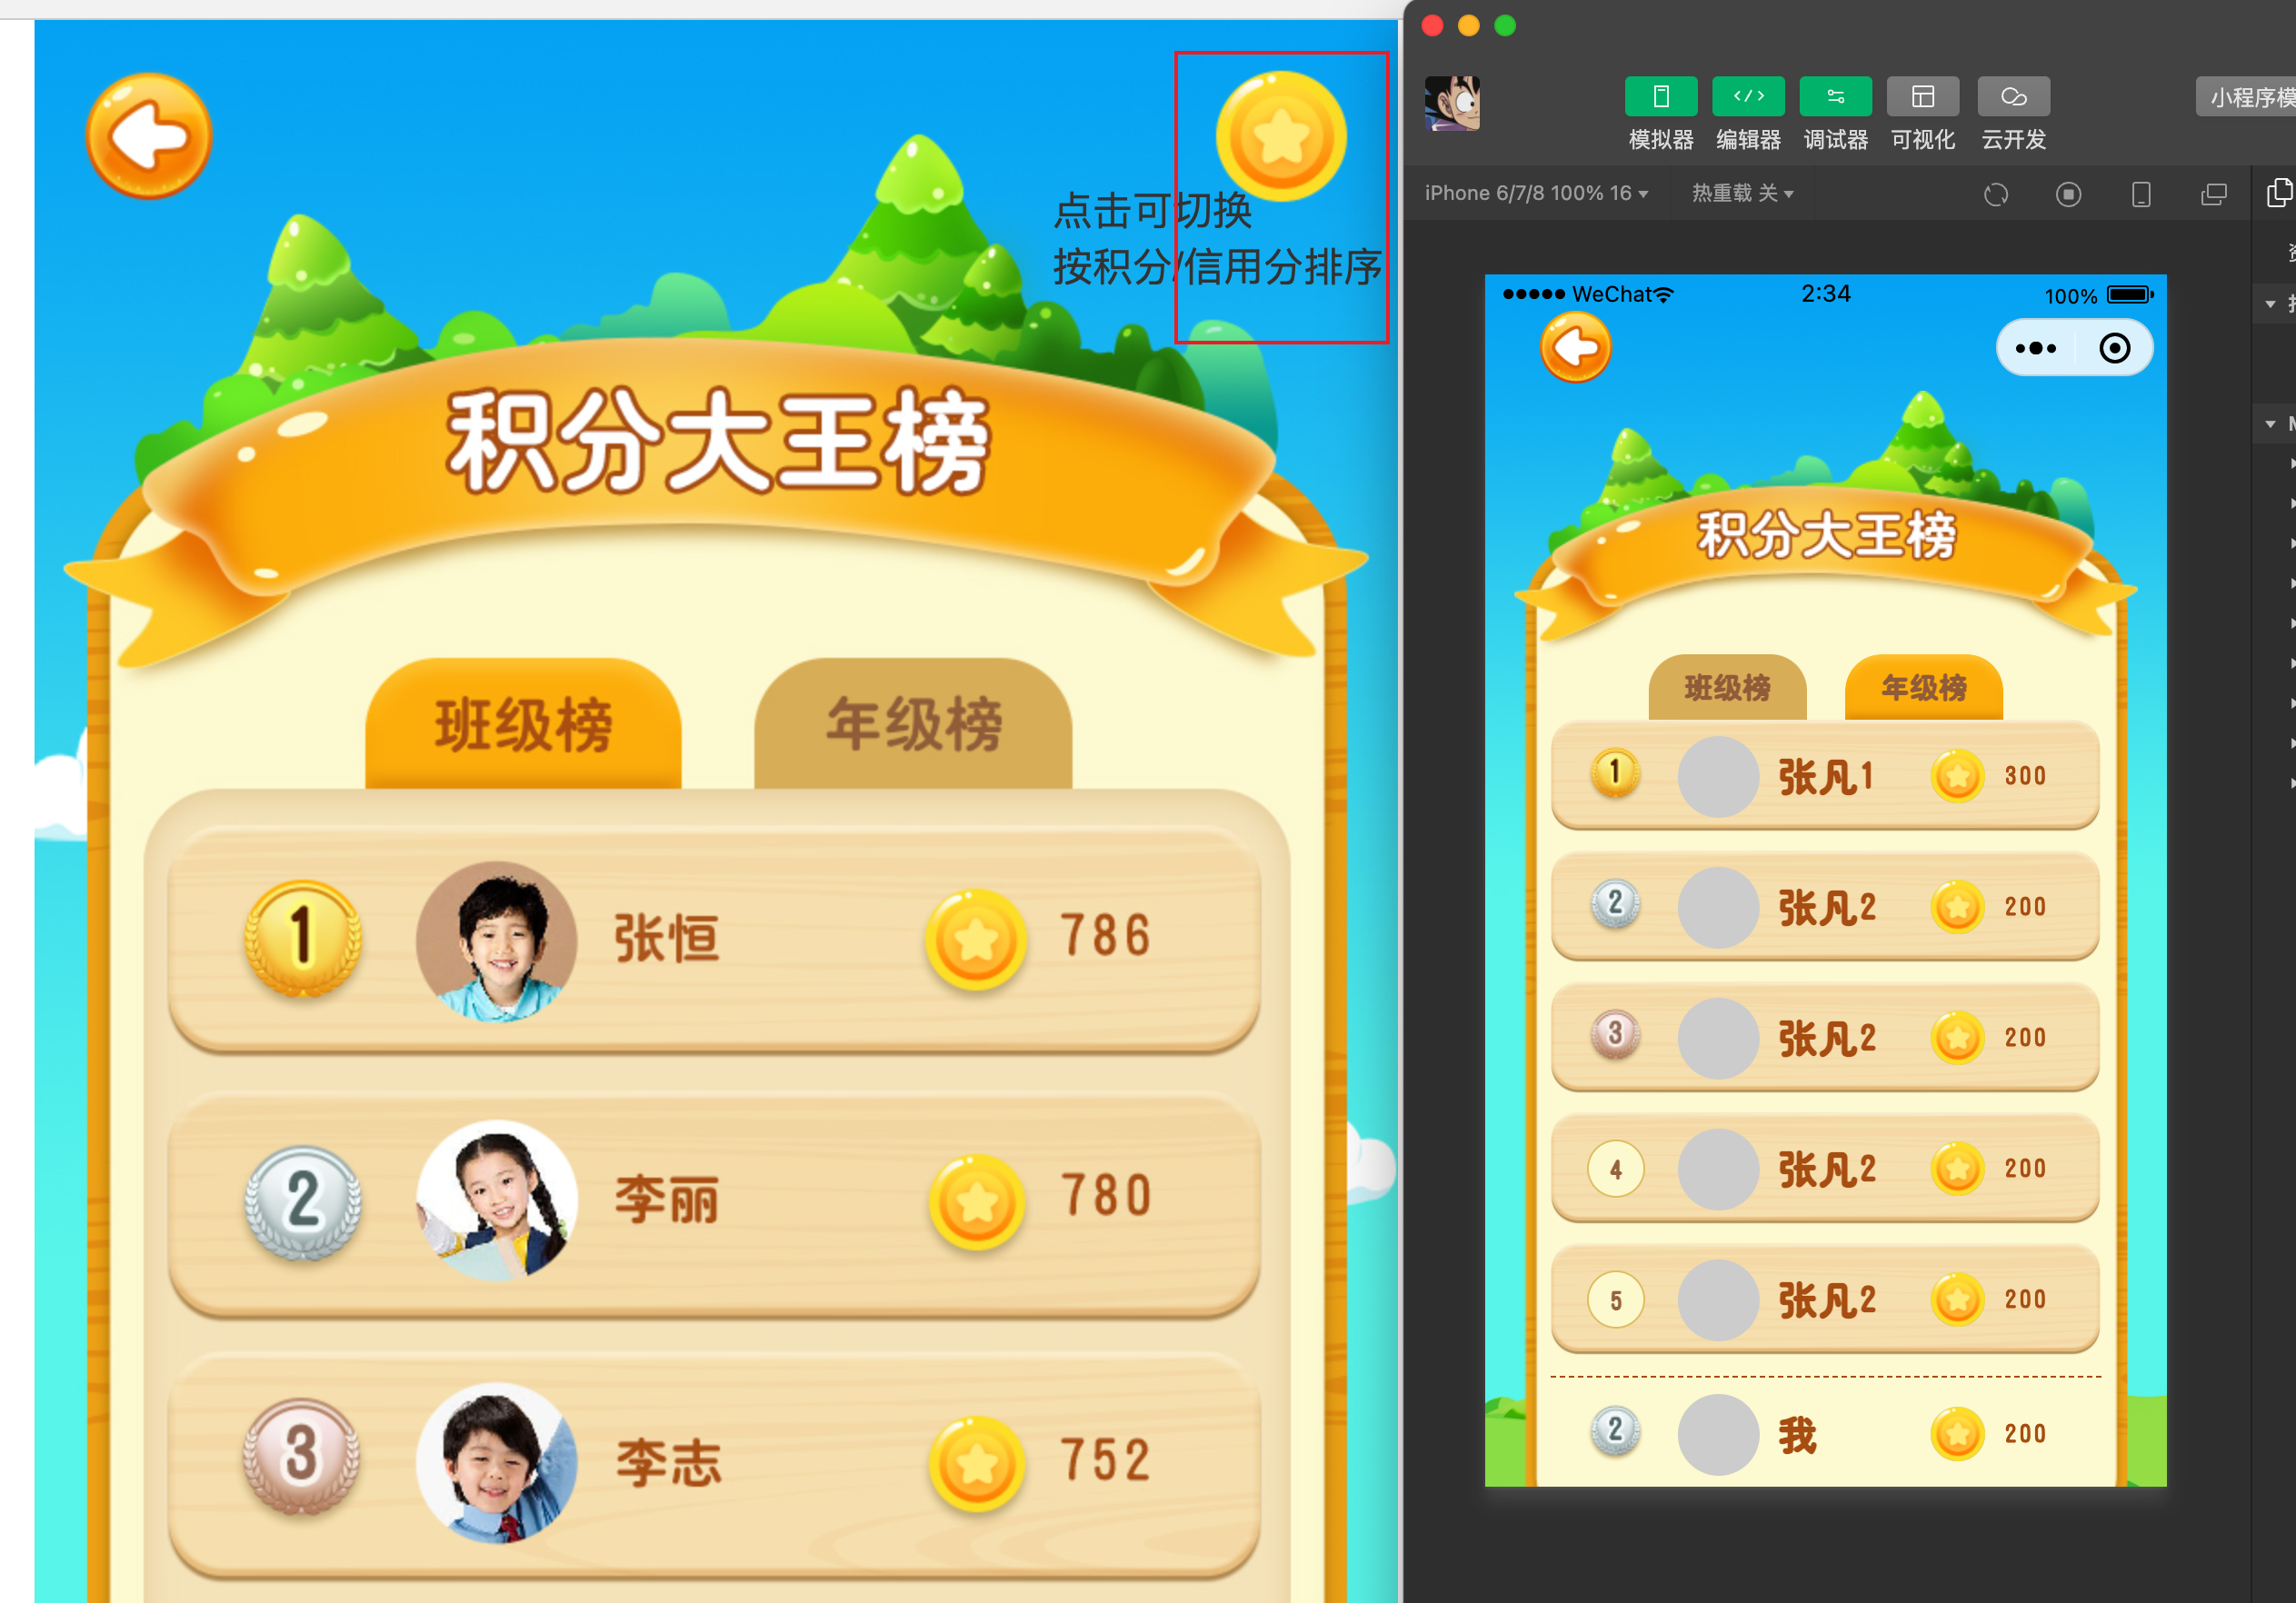 点击可切换
按积分/信用分排序
积分大王榜
班级榜
年级榜
1
张恒
786
2
李丽
780
3
李志
752
模拟器
编辑器
调试器
可视化
云开发
小程序模
iPhone 6/7/8 100% 16
热重载 关
WeChat
2:34
100%
积分大王榜
班级榜
年级榜
1
张凡1
300
2
张凡2
200
3
张凡2
200
4
张凡2
200
5
张凡2
200
2
我
200